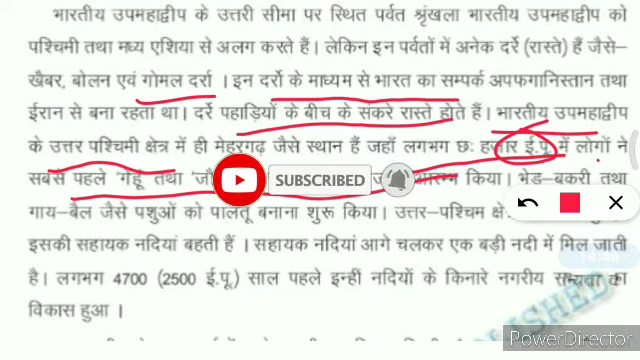 भारतीय उपमहाद्वीप के उत्तरी सीमा पर स्थित पर्वत श्रृंखला भारतीय उपमहाद्वीप को
पश्चिमी तथा मध्य एशिया से अलग करते हैं। लेकिन इन पर्वतों में अनेक दर्रे (रास्ते) हैं जैसे–
खैबर, बोलन एवं गोमल दर्रा । इन दर्रो के माध्यम से भारत का सम्पर्क अपफगानिस्तान तथा
ईरान से बना रहता था। दर्रे पहाड़ियों के बीच के सकरे रास्ते होते हैं। भारतीय उपमहाद्वीप
के उत्तर पश्चिमी क्षेत्र में ही मेहरगढ़ जैसे स्थान हैं जहाँ लगभग छः हजार ई.पू. में लोगों ने
सबसे पहले 'गेहूं तथा 'जौ किया। भेड–बकरी तथा
SUBSCRIBED
गाय–बैल जैसे पशुओं को पालतू बनाना शुरू किया। उत्तर–पश्चिम
इसकी सहायक नदियां बहती हैं । सहायक नदियां आगे चलकर एक बड़ी नदी में मिल जाती
है। लगभग 4700 (2500 ई.पू.) साल पहले इन्हीं नदियों के किनारे नगरीय सभ्यता का
विकास हुआ ।
PowerDirector